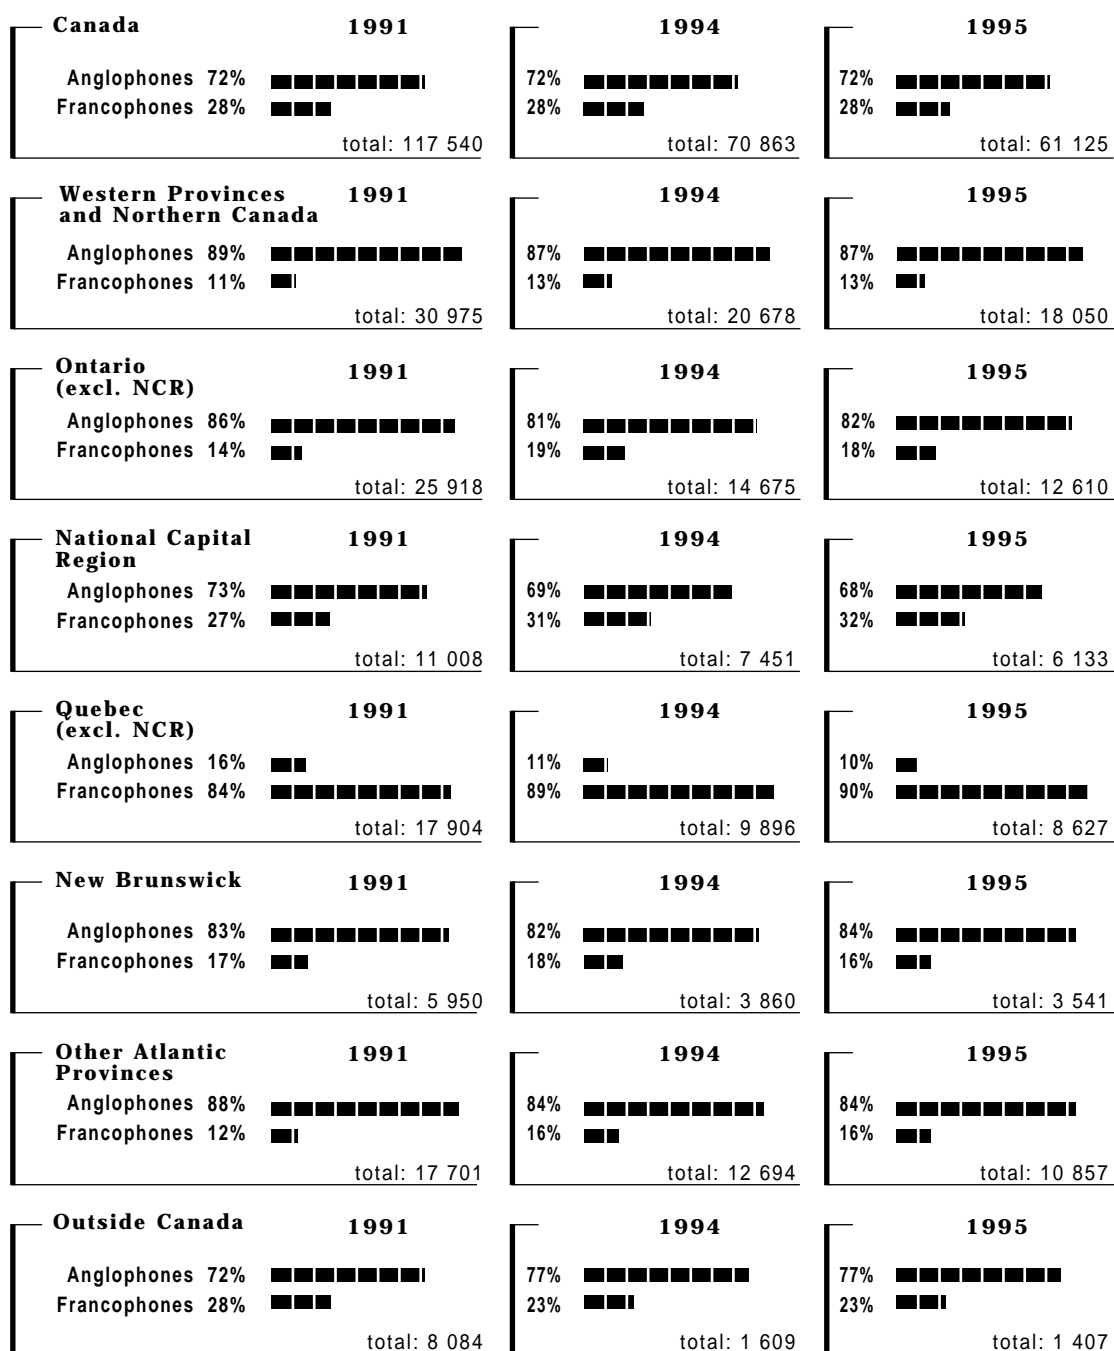 Canada 1991 1994 1995
Anglophones 72% 72% 72%
Francophones 28% 28% 28%
total: 117 540 total: 70 863 total: 61 125
Western Provinces 1991 1994 1995
and Northern Canada
Anglophones 89% 87% 87%
Francophones 11% 13% 13%
total: 30 975 total: 20 678 total: 18 050
Ontario 1991 1994 1995
(excl. NCR)
Anglophones 86% 81% 82%
Francophones 14% 19% 18%
total: 25 918 total: 14 675 total: 12 610
National Capital 1991 1994 1995
Region
Anglophones 73% 69% 68%
Francophones 27% 31% 32%
total: 11 008 total: 7 451 total: 6 133
Quebec 1991 1994 1995
(excl. NCR)
Anglophones 16% 11% 10%
Francophones 84% 89% 90%
total: 17 904 total: 9 896 total: 8 627
New Brunswick 1991 1994 1995
Anglophones 83% 82% 84%
Francophones 17% 18% 16%
total: 5 950 total: 3 860 total: 3 541
Other Atlantic 1991 1994 1995
Provinces
Anglophones 88% 84% 84%
Francophones 12% 16% 16%
total: 17 701 total: 12 694 total: 10 857
Outside Canada 1991 1994 1995
Anglophones 72% 77% 77%
Francophones 28% 23% 23%
total: 8 084 total: 1 609 total: 1 407